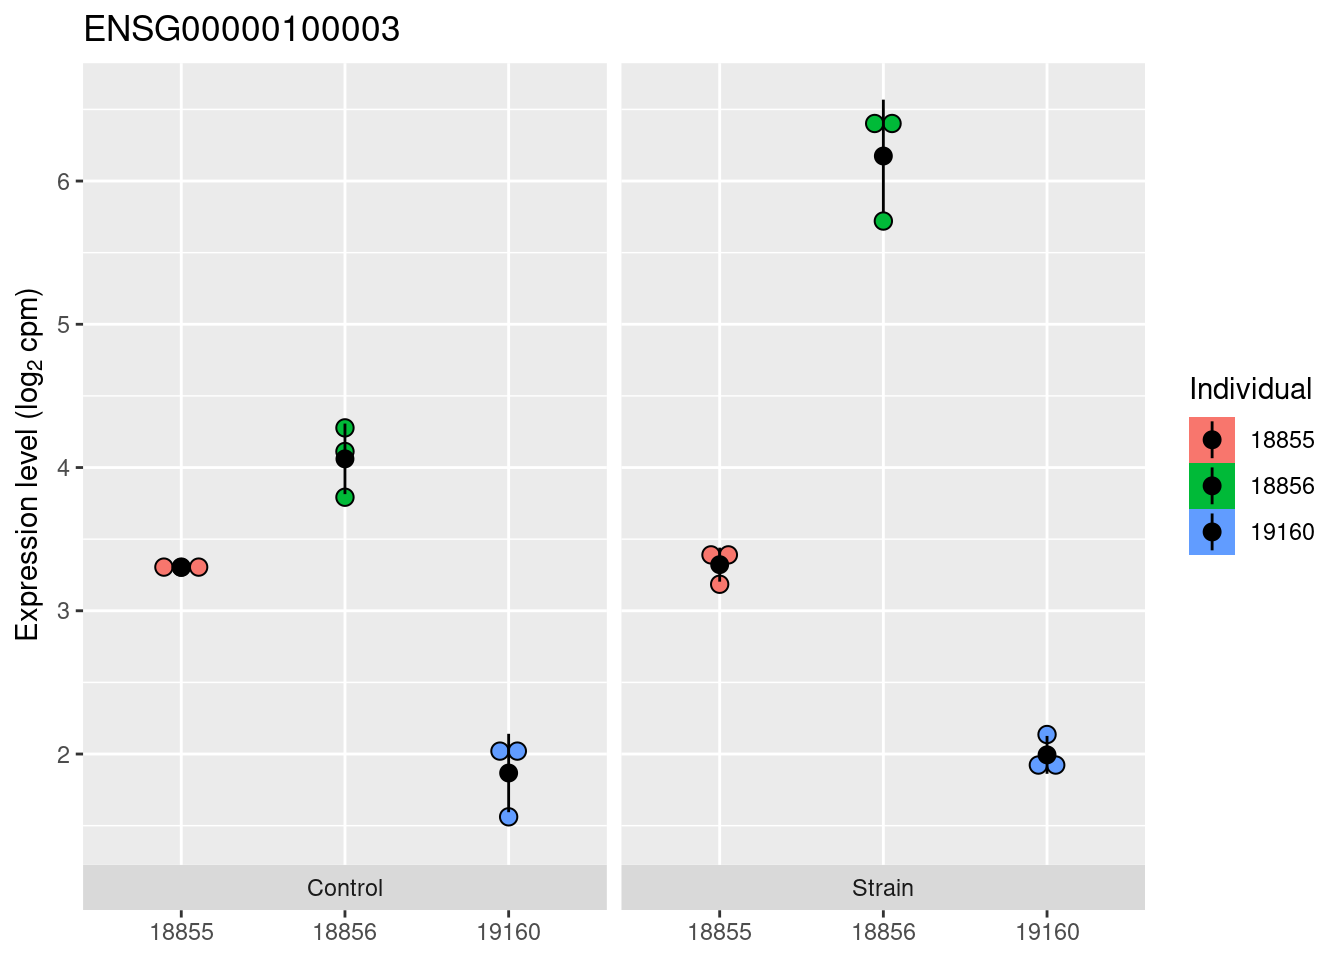 ENSG00000100003
Expression level (log₂ cpm)
6
5
4
3
2
Control
Strain
18855
18856
19160
18855
18856
19160
Individual
18855
18856
19160